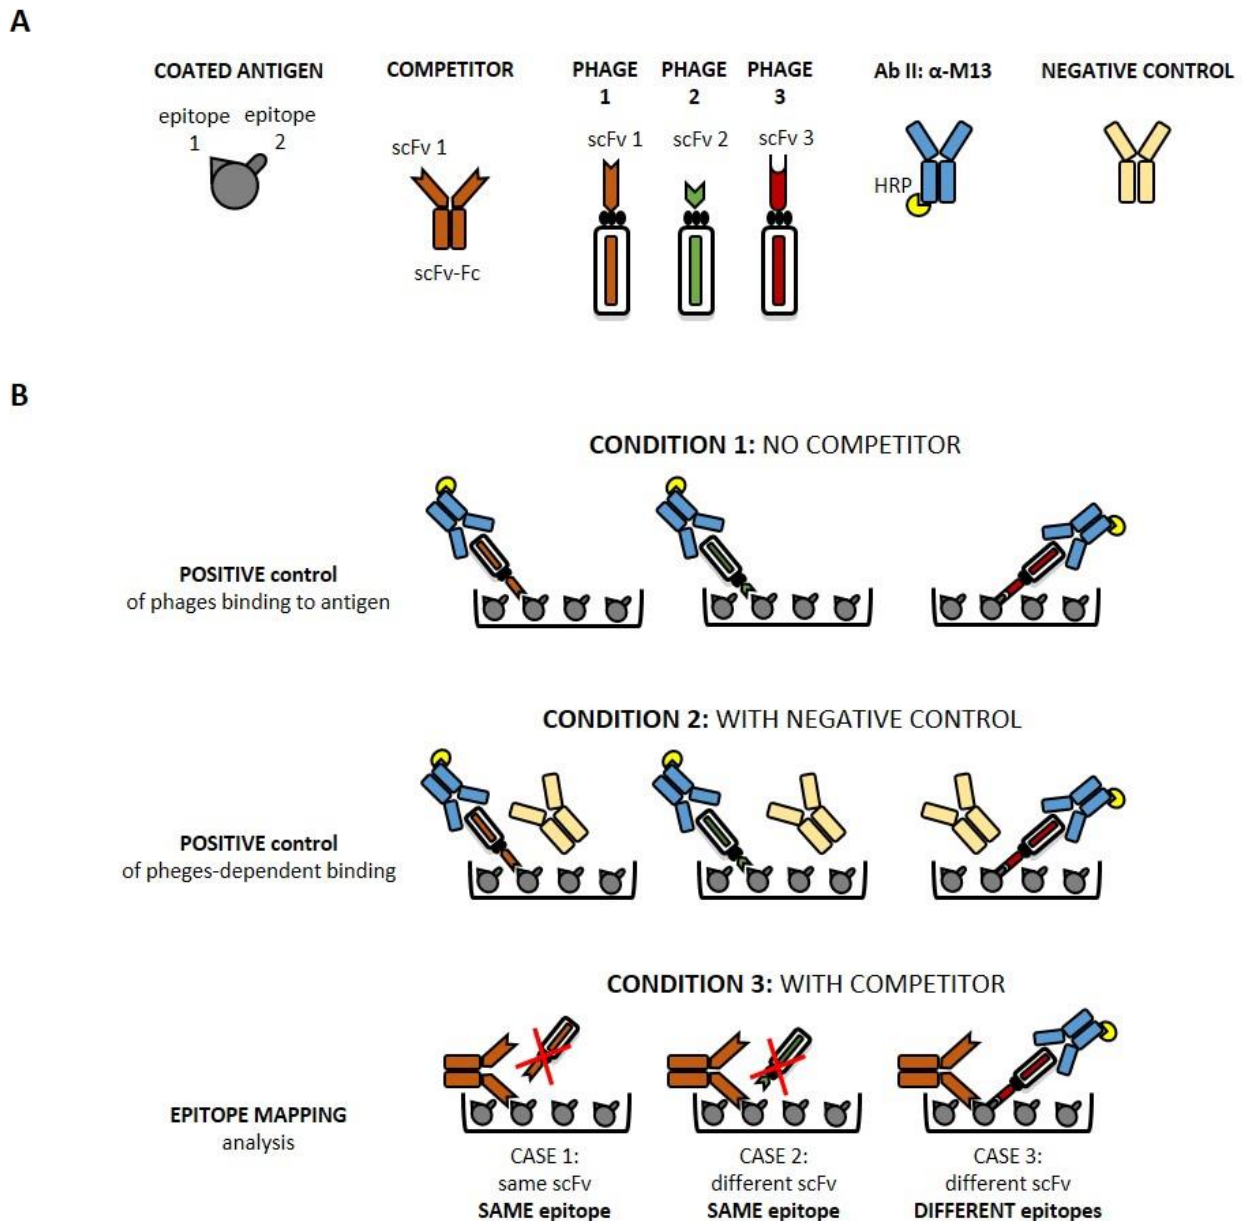 A
COATED ANTIGEN
epitope 1
epitope 2
COMPETITOR
scFv 1
scFv-Fc
PHAGE 1
scFv 1
PHAGE 2
scFv 2
PHAGE 3
scFv 3
Ab II: α-M13
HRP
NEGATIVE CONTROL
B
CONDITION 1: NO COMPETITOR
POSITIVE control
of phages binding to antigen
CONDITION 2: WITH NEGATIVE CONTROL
POSITIVE control
of pheges-dependent binding
CONDITION 3: WITH COMPETITOR
EPITOPE MAPPING
analysis
CASE 1:
same scFv
SAME epitope
CASE 2:
different scFv
SAME epitope
CASE 3:
different scFv
DIFFERENT epitopes